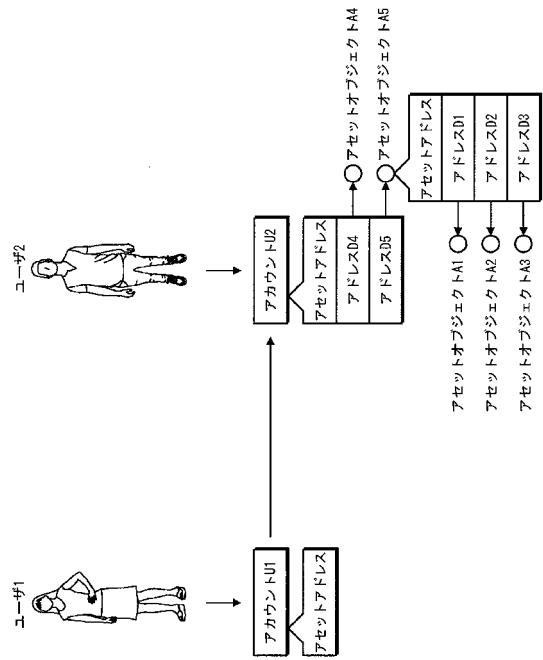 ユーザ1
アカウントU1
アセットアドレス
ユーザ2
アカウントU2
アセットアドレス
アドレスD4
アドレスD5
アセットオブジェクトA4
アセットオブジェクトA5
アセットアドレス
アドレスD1
アドレスD2
アドレスD3
アセットオブジェクトA1
アセットオブジェクトA2
アセットオブジェクトA3